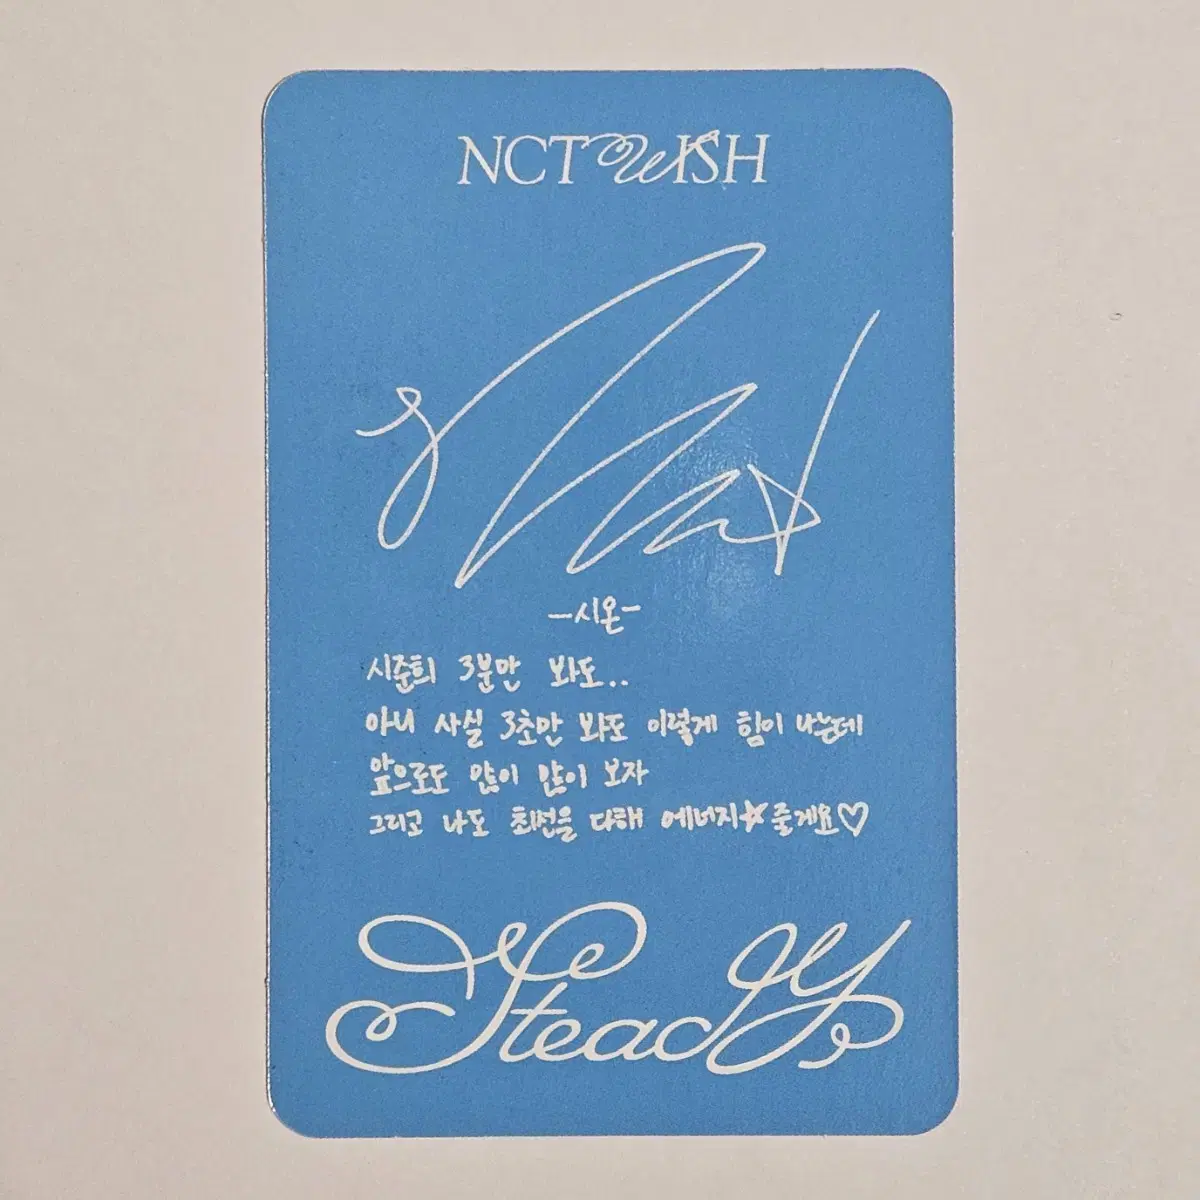 NCT WISH
-시온-
시준희 3분만 봐도..
아니 사실 3초만 봐도 이렇게 힘이 나는데
앞으로도 많이 많이 보자
그리고 나도 최선을 다해 에너지☆줄게요♡
Steady